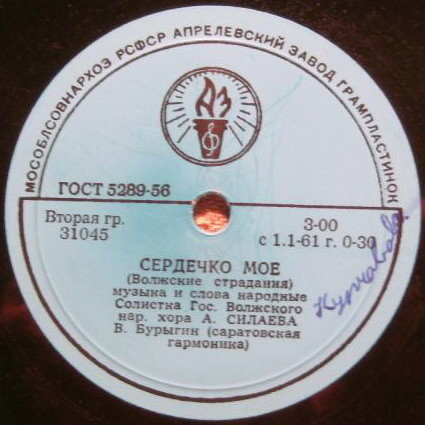 МОСОБЛСОВНАРХОЗ РСФСР АПРЕЛЕВСКИЙ ЗАВОД ГРАМПЛАСТИНОК
АЗ
ГОСТ 5289-56
Вторая гр.
31045
3-00
с 1.1-61 г. 0-30
СЕРДЕЧКО МОЕ
(Волжские страдания)
музыка и слова народные
Солистка Гос. Волжского
нар. хора А. СИЛАЕВА
В. Бурыгин (саратовская
гармоника)